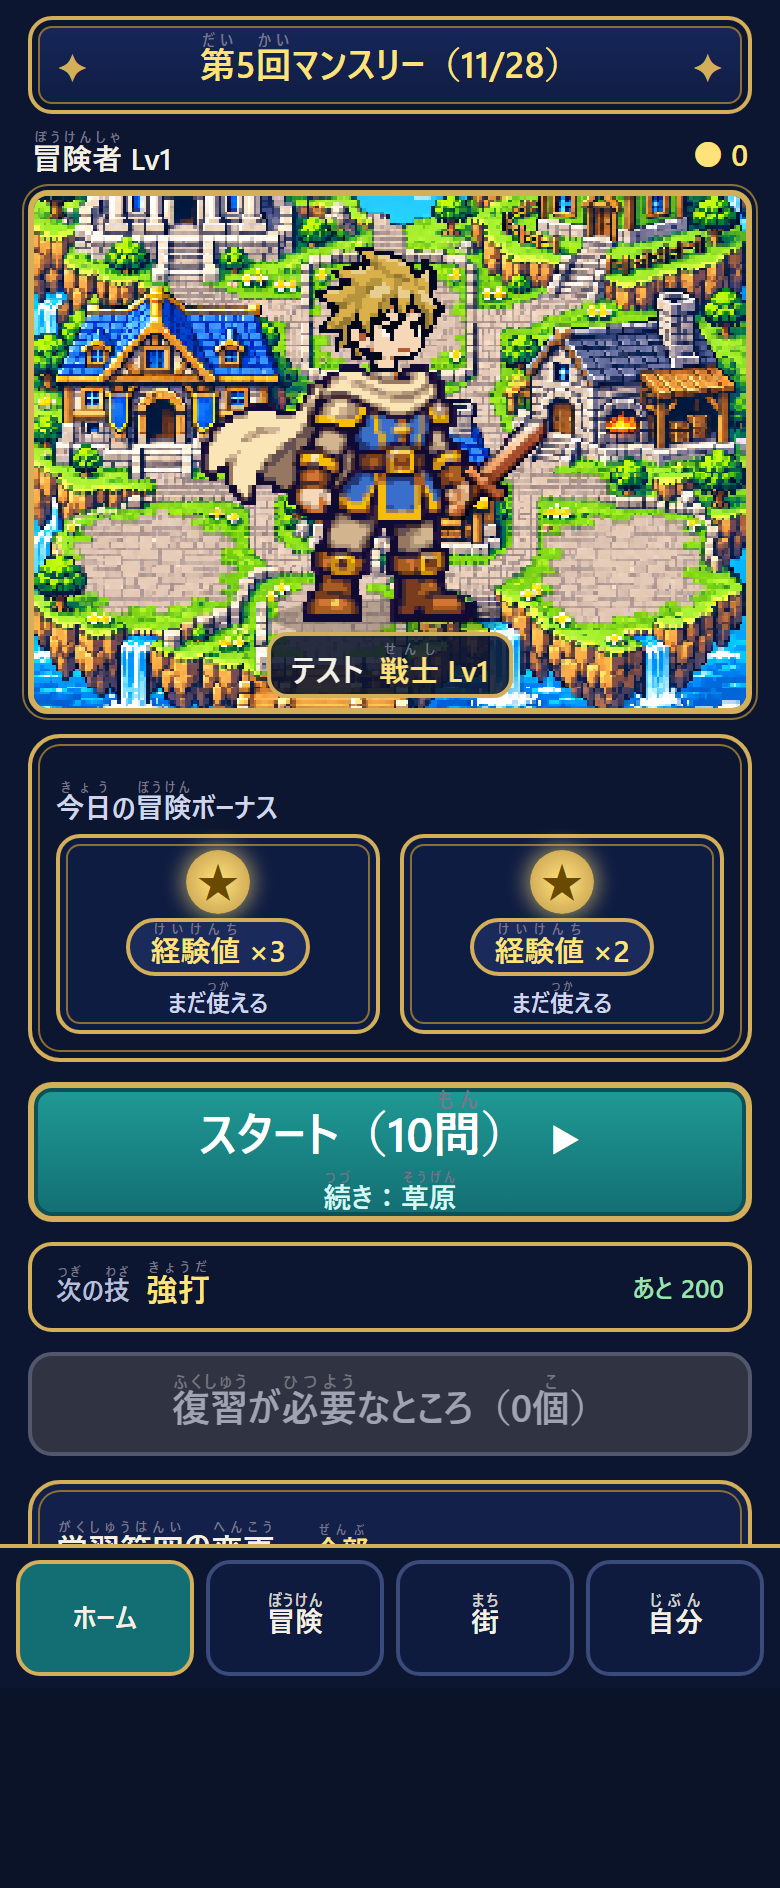 第5回マンスリー（11/28）
冒険者 Lv1
0
テスト 戦士 Lv1
今日の冒険ボーナス
経験値 ×3
まだ使える
経験値 ×2
まだ使える
スタート（10問） ▶
続き：草原
次の技 強打
あと 200
復習が必要なところ（0個）
ホーム
冒険
街
自分